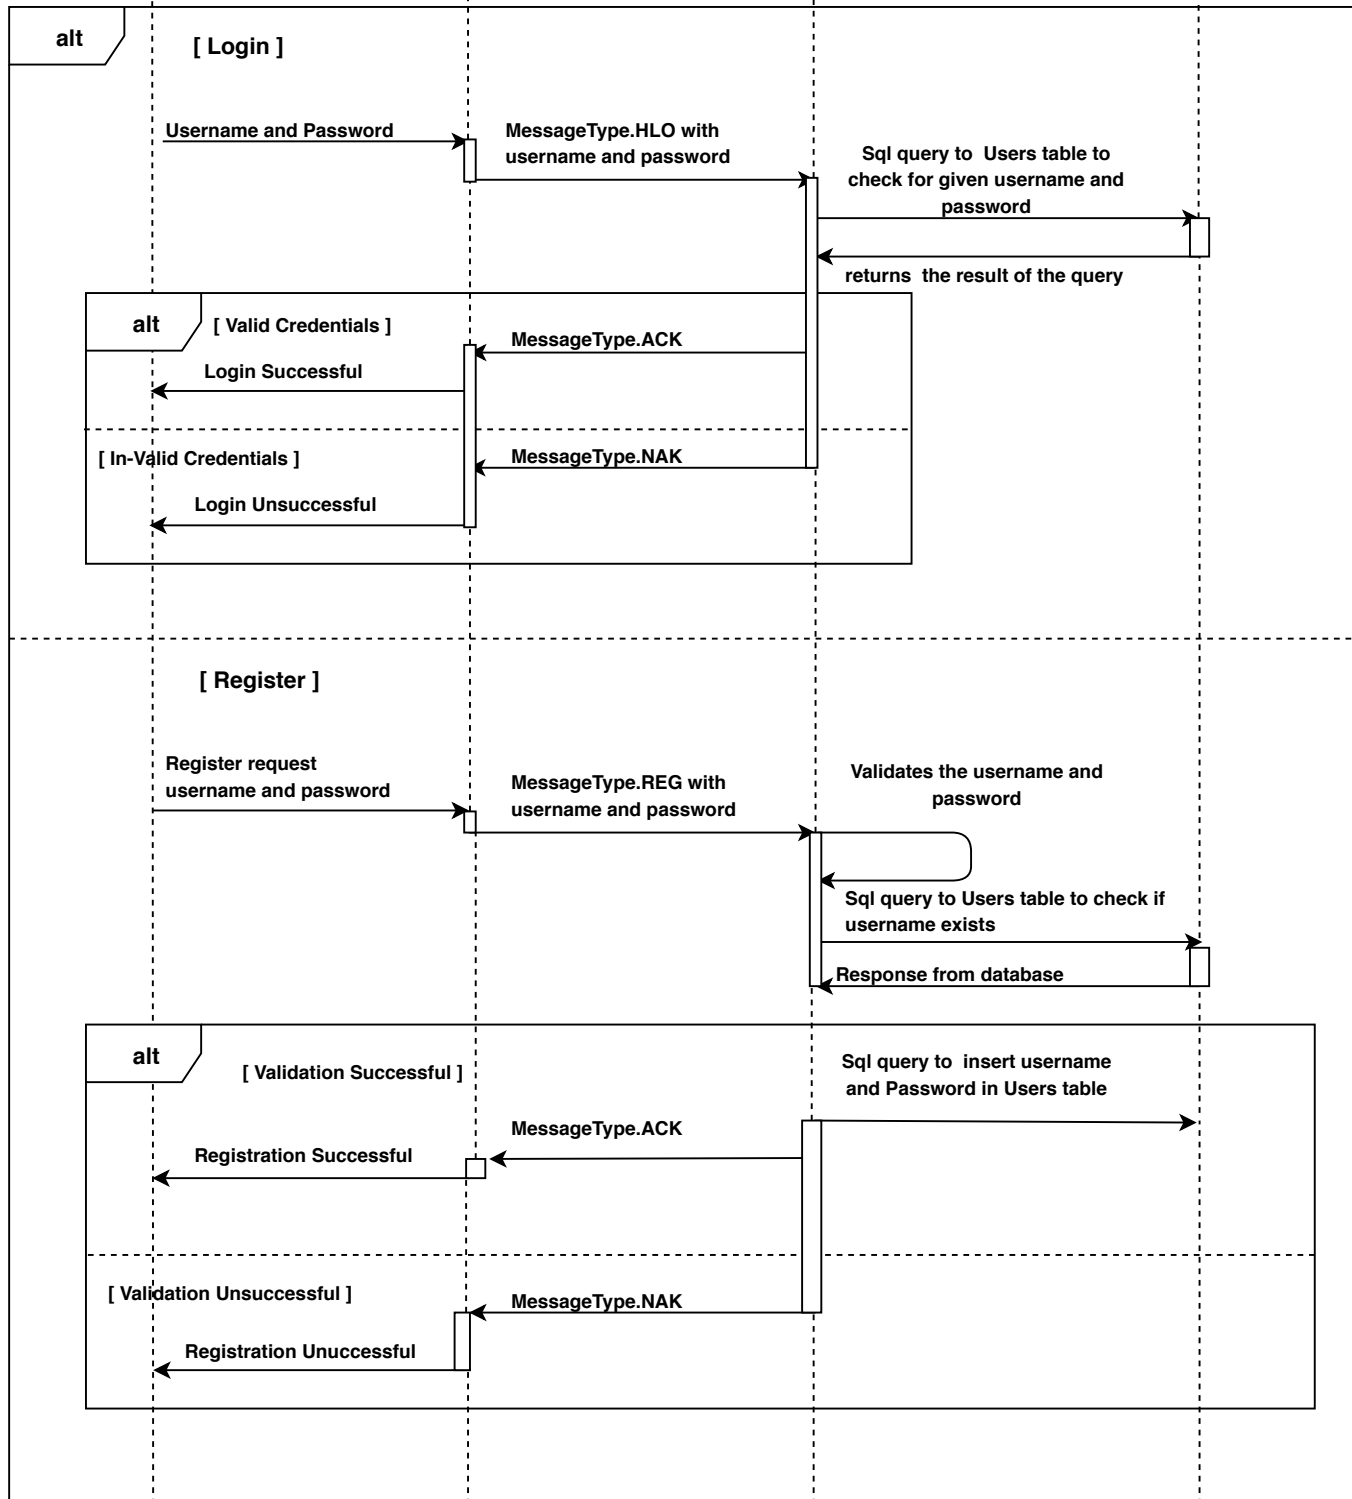 alt
[ Login ]
Username and Password
MessageType.HLO with
username and password
Sql query to  Users table to
check for given username and
password
returns  the result of the query
alt
[ Valid Credentials ]
MessageType.ACK
Login Successful
[ In-Valid Credentials ]
MessageType.NAK
Login Unsuccessful
[ Register ]
Register request
username and password
MessageType.REG with
username and password
Validates the username and
password
Sql query to Users table to check if
username exists
Response from database
alt
[ Validation Successful ]
Sql query to  insert username
and Password in Users table
MessageType.ACK
Registration Successful
[ Validation Unsuccessful ]
MessageType.NAK
Registration Unuccessful